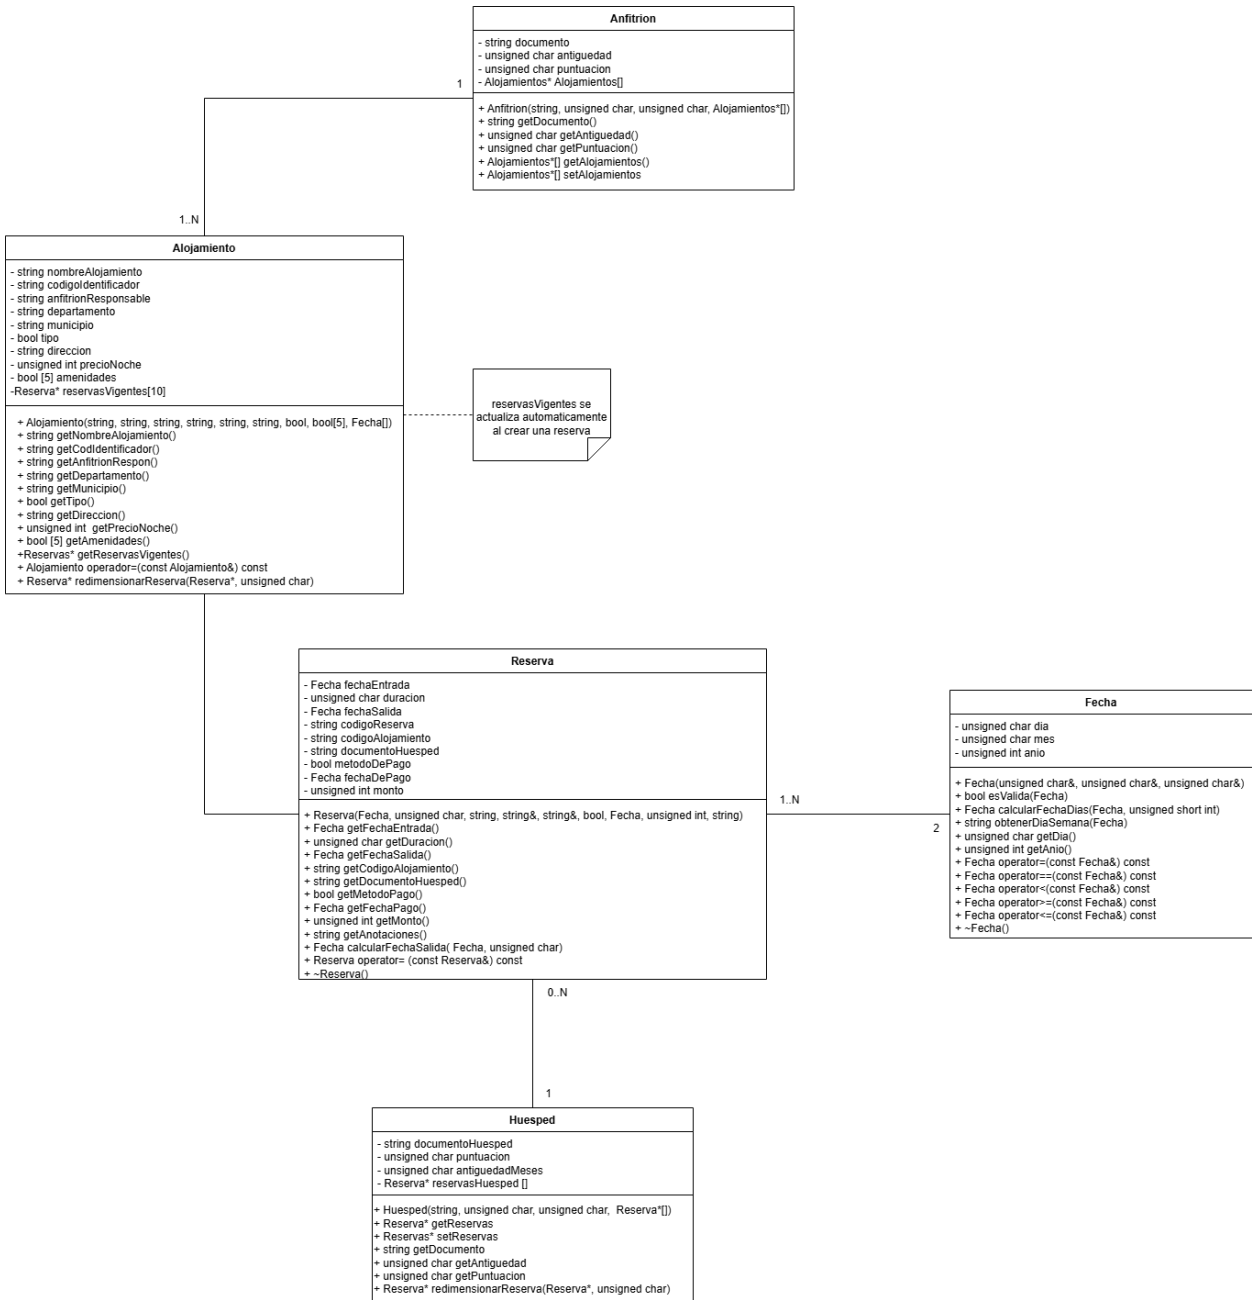 Anfitrion
- string documento
- unsigned char antiguedad
- unsigned char puntuacion
- Alojamientos* Alojamientos[]
+ Anfitrion(string, unsigned char, unsigned char, Alojamientos*[])
+ string getDocumento()
+ unsigned char getAntiguedad()
+ unsigned char getPuntuacion()
+ Alojamientos*[] getAlojamientos()
+ Alojamientos*[] setAlojamientos
1
1..N
Alojamiento
- string nombreAlojamiento
- string codigoIdentificador
- string anfitrionResponsable
- string departamento
- string municipio
- bool tipo
- string direccion
- unsigned int precioNoche
- bool [5] amenidades
-Reserva* reservasVigentes[10]
+ Alojamiento(string, string, string, string, string, string, bool, bool[5], Fecha[])
+ string getNombreAlojamiento()
+ string getCodIdentificador()
+ string getAnfitrionRespon()
+ string getDepartamento()
+ string getMunicipio()
+ bool getTipo()
+ string getDireccion()
+ unsigned int  getPrecioNoche()
+ bool [5] getAmenidades()
+Reservas* getReservasVigentes()
+ Alojamiento operador=(const Alojamiento&) const
+ Reserva* redimensionarReserva(Reserva*, unsigned char)
reservasVigentes se
actualiza automaticamente
al crear una reserva
Reserva
- Fecha fechaEntrada
- unsigned char duracion
- Fecha fechaSalida
- string codigoReserva
- string codigoAlojamiento
- string documentoHuesped
- bool metodoDePago
- Fecha fechaDePago
- unsigned int monto
+ Reserva(Fecha, unsigned char, string, string&, string&, bool, Fecha, unsigned int, string)
+ Fecha getFechaEntrada()
+ unsigned char getDuracion()
+ Fecha getFechaSalida()
+ string getCodigoAlojamiento()
+ string getDocumentoHuesped()
+ bool getMetodoPago()
+ Fecha getFechaPago()
+ unsigned int getMonto()
+ string getAnotaciones()
+ Fecha calcularFechaSalida( Fecha, unsigned char)
+ Reserva operator= (const Reserva&) const
+ ~Reserva()
1..N
2
Fecha
- unsigned char dia
- unsigned char mes
- unsigned int anio
+ Fecha(unsigned char&, unsigned char&, unsigned char&)
+ bool esValida(Fecha)
+ Fecha calcularFechaDias(Fecha, unsigned short int)
+ string obtenerDiaSemana(Fecha)
+ unsigned char getDia()
+ unsigned int getAnio()
+ Fecha operator=(const Fecha&) const
+ Fecha operator==(const Fecha&) const
+ Fecha operator<(const Fecha&) const
+ Fecha operator>=(const Fecha&) const
+ Fecha operator<=(const Fecha&) const
+ ~Fecha()
0..N
1
Huesped
- string documentoHuesped
- unsigned char puntuacion
- unsigned char antiguedadMeses
- Reserva* reservasHuesped []
+ Huesped(string, unsigned char, unsigned char,  Reserva*[])
+ Reserva* getReservas
+ Reservas* setReservas
+ string getDocumento
+ unsigned char getAntiguedad
+ unsigned char getPuntuacion
+ Reserva* redimensionarReserva(Reserva*, unsigned char)